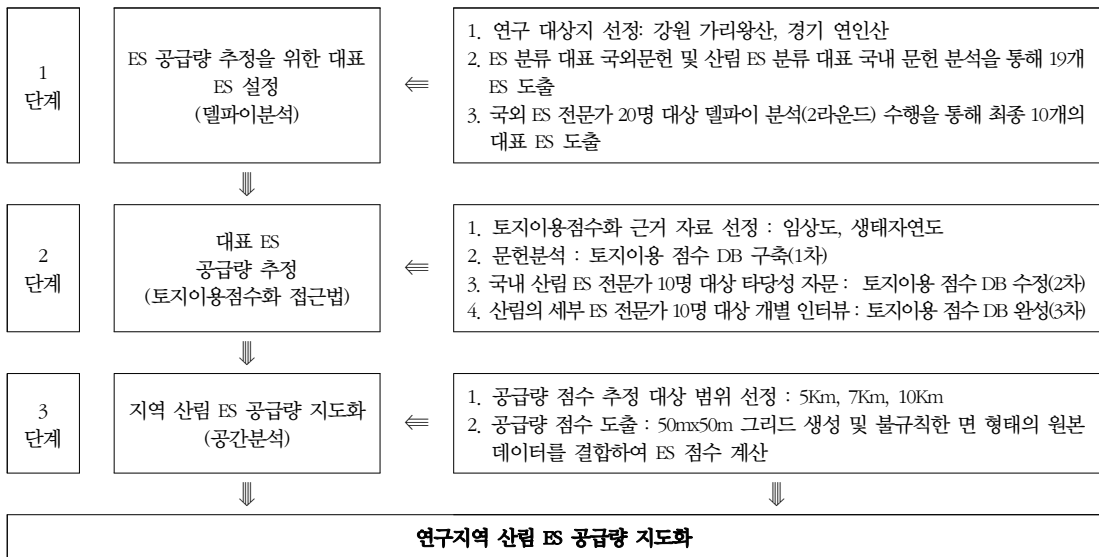 1
단계
ES 공급량 추정을 위한 대표
ES 설정
(델파이분석)
⇐
1. 연구 대상지 선정: 강원 가리왕산, 경기 연인산
2. ES 분류 대표 국외문헌 및 산림 ES 분류 대표 국내 문헌 분석을 통해 19개
ES 도출
3. 국외 ES 전문가 20명 대상 델파이 분석(2라운드) 수행을 통해 최종 10개의
대표 ES 도출
⇓
2
단계
대표 ES
공급량 추정
(토지이용점수화 접근법)
⇐
1. 토지이용점수화 근거 자료 선정 : 임상도, 생태자연도
2. 문헌분석 : 토지이용 점수 DB 구축(1차)
3. 국내 산림 ES 전문가 10명 대상 타당성 자문 : 토지이용 점수 DB 수정(2차)
4. 산림의 세부 ES 전문가 10명 대상 개별 인터뷰 : 토지이용 점수 DB 완성(3차)
⇓
3
단계
지역 산림 ES 공급량 지도화
(공간분석)
⇐
1. 공급량 점수 추정 대상 범위 선정 : 5Km, 7Km, 10Km
2. 공급량 점수 도출 : 50mx50m 그리드 생성 및 불규칙한 면 형태의 원본
데이터를 결합하여 ES 점수 계산
⇓ ⇓
연구지역 산림 ES 공급량 지도화